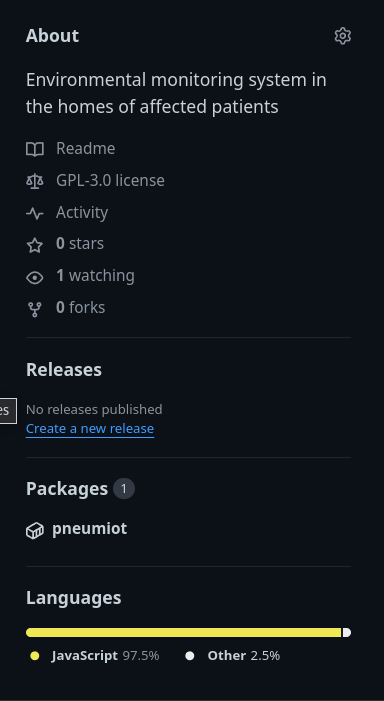 About
Environmental monitoring system in
the homes of affected patients
Readme
GPL-3.0 license
Activity
0 stars
1 watching
0 forks
Releases
es
No releases published
Create a new release
Packages 1
pneumiot
Languages
JavaScript 97.5% Other 2.5%